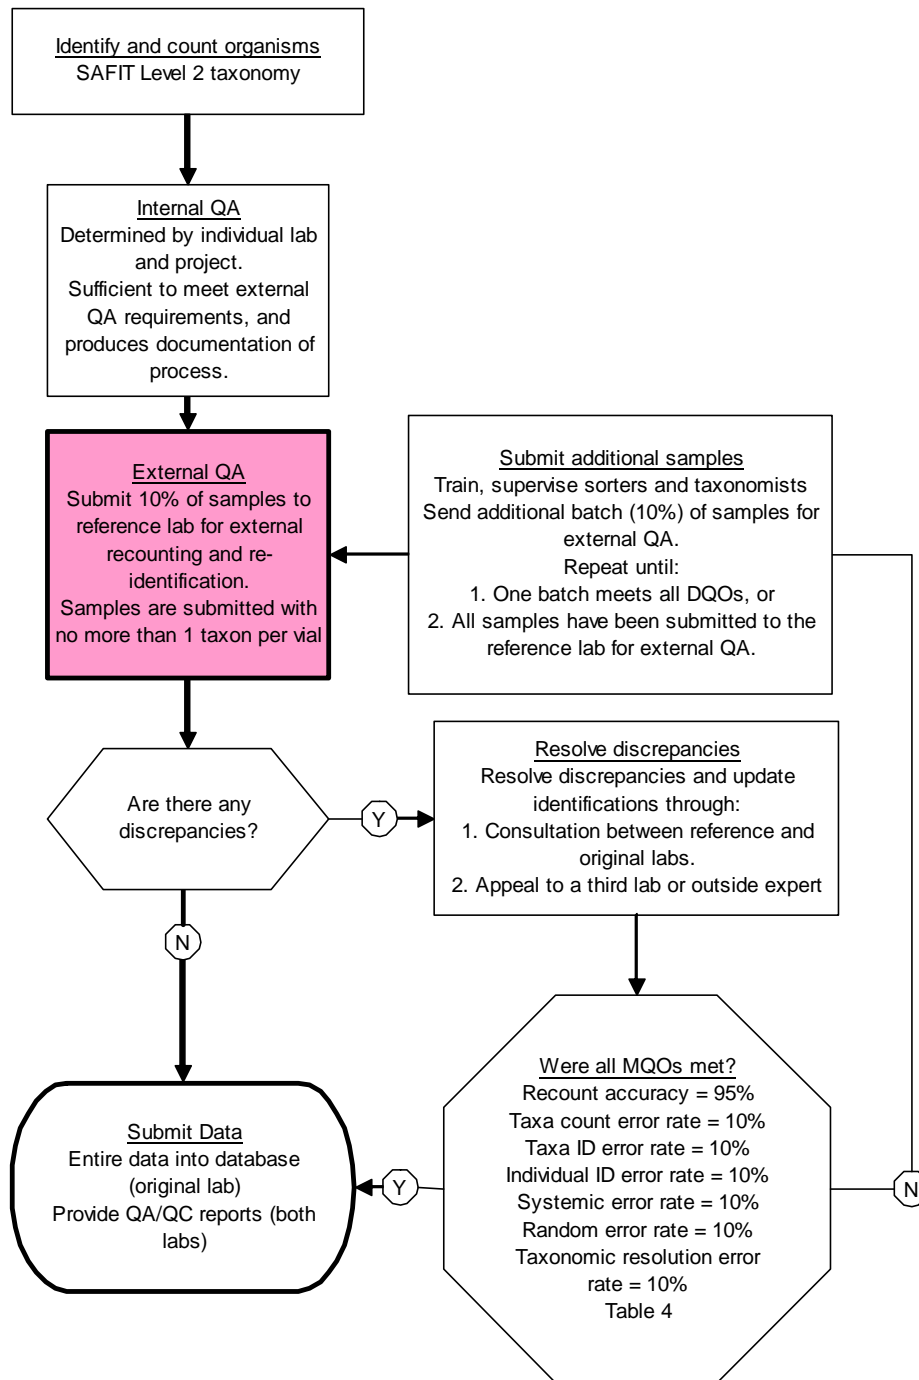 Identify and count organisms
SAFIT Level 2 taxonomy
Internal QA
Determined by individual lab
and project.
Sufficient to meet external
QA requirements, and
produces documentation of
process.
External QA
Submit 10% of samples to
reference lab for external
recounting and re-
identification.
Samples are submitted with
no more than 1 taxon per vial
Submit additional samples
Train, supervise sorters and taxonomists
Send additional batch (10%) of samples for
external QA.
Repeat until:
1. One batch meets all DQOs, or
2. All samples have been submitted to the
reference lab for external QA.
Are there any
discrepancies?
Y
Resolve discrepancies
Resolve discrepancies and update
identifications through:
1. Consultation between reference and
original labs.
2. Appeal to a third lab or outside expert
N
Were all MQOs met?
Recount accuracy = 95%
Taxa count error rate = 10%
Taxa ID error rate = 10%
Individual ID error rate = 10%
Systemic error rate = 10%
Random error rate = 10%
Taxonomic resolution error
rate = 10%
Table 4
Y
N
Submit Data
Entire data into database
(original lab)
Provide QA/QC reports (both
labs)